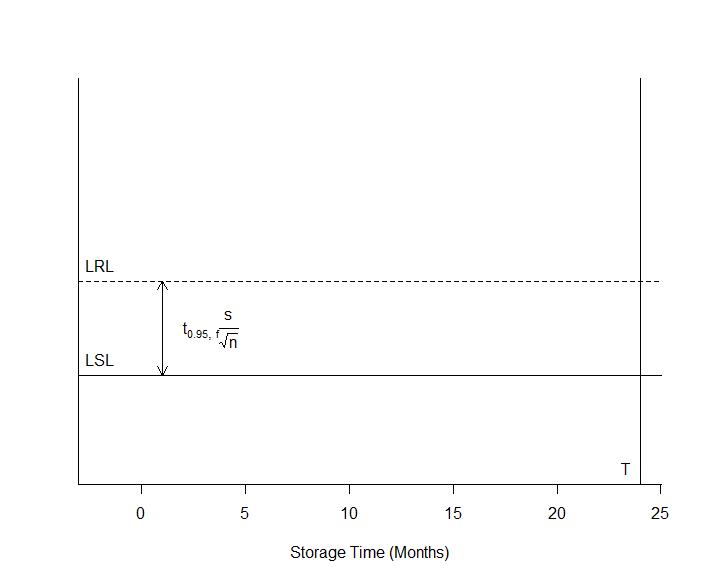 LRL
t0.95, f s/√n
LSL
T
0 5 10 15 20 25
Storage Time (Months)